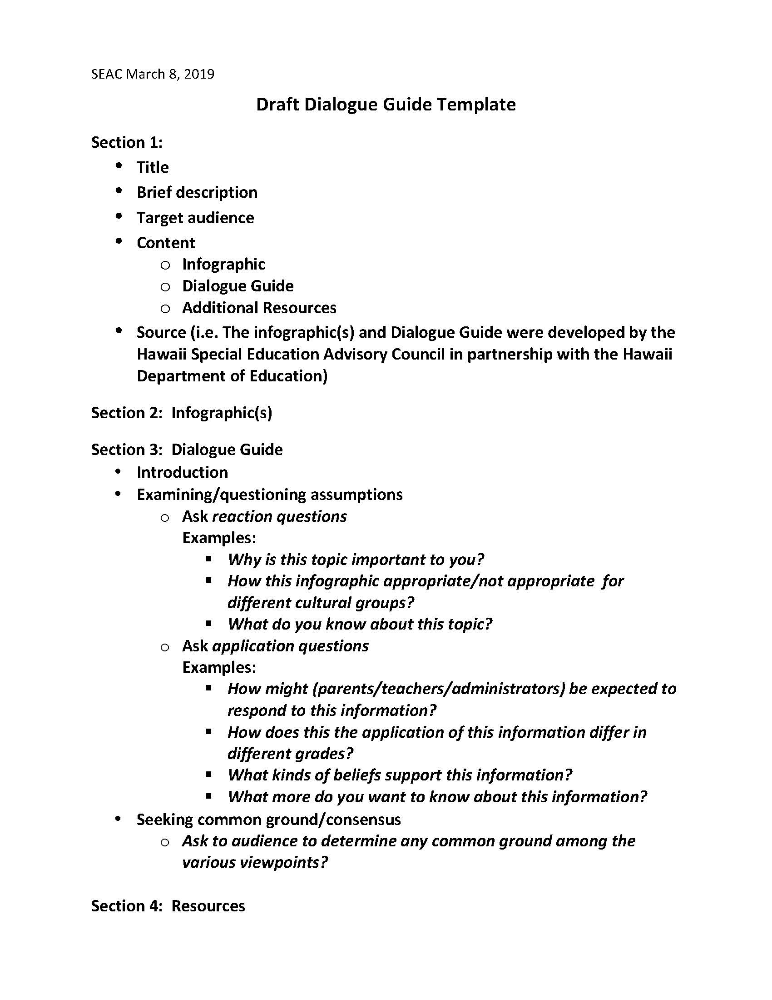 SEAC March 8, 2019
Draft Dialogue Guide Template
Section 1:
• Title
• Brief description
• Target audience
• Content
o Infographic
o Dialogue Guide
o Additional Resources
• Source (i.e. The infographic(s) and Dialogue Guide were developed by the
Hawaii Special Education Advisory Council in partnership with the Hawaii
Department of Education)
Section 2: Infographic(s)
Section 3: Dialogue Guide
• Introduction
• Examining/questioning assumptions
o Ask reaction questions
Examples:
▪ Why is this topic important to you?
▪ How this infographic appropriate/not appropriate for
different cultural groups?
▪ What do you know about this topic?
o Ask application questions
Examples:
▪ How might (parents/teachers/administrators) be expected to
respond to this information?
▪ How does this the application of this information differ in
different grades?
▪ What kinds of beliefs support this information?
▪ What more do you want to know about this information?
• Seeking common ground/consensus
o Ask to audience to determine any common ground among the
various viewpoints?
Section 4: Resources